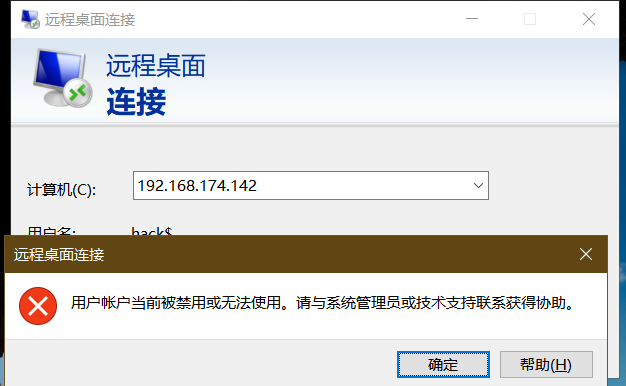 远程桌面连接
远程桌面
连接
计算机(C):
192.168.174.142
用户名:
hack$
远程桌面连接
用户帐户当前被禁用或无法使用。请与系统管理员或技术支持联系获得协助。
确定
帮助(H)